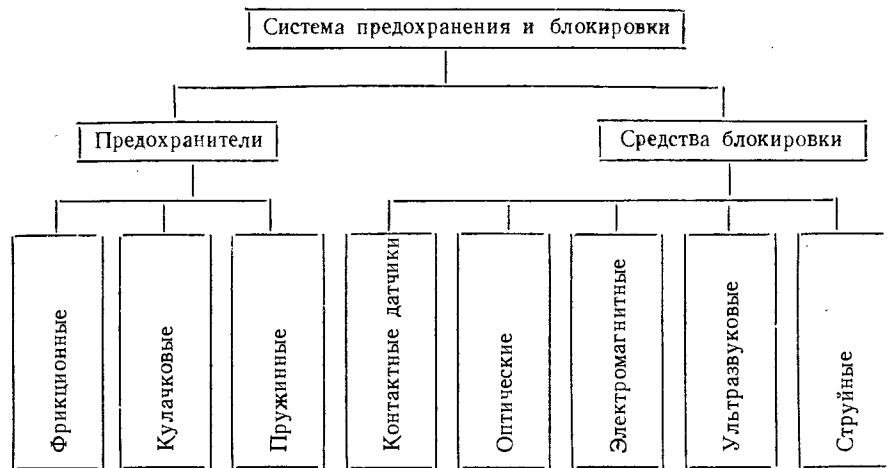 Система предохранения и блокировки
Предохранители
Средства блокировки
Фрикционные
Кулачковые
Пружинные
Контактные датчики
Оптические
Электромагнитные
Ультразвуковые
Струйные